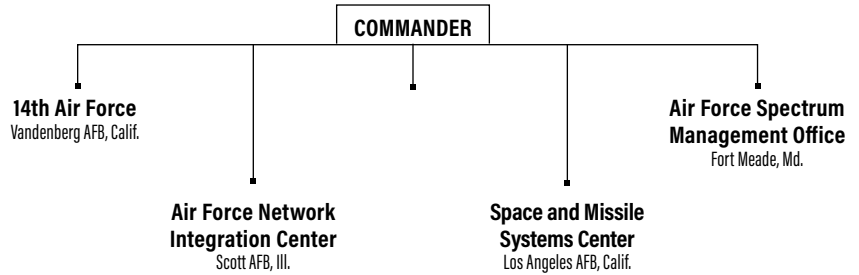 COMMANDER
14th Air Force
Vandenberg AFB, Calif.
Air Force Network
Integration Center
Scott AFB, Ill.
Space and Missile
Systems Center
Los Angeles AFB, Calif.
Air Force Spectrum
Management Office
Fort Meade, Md.